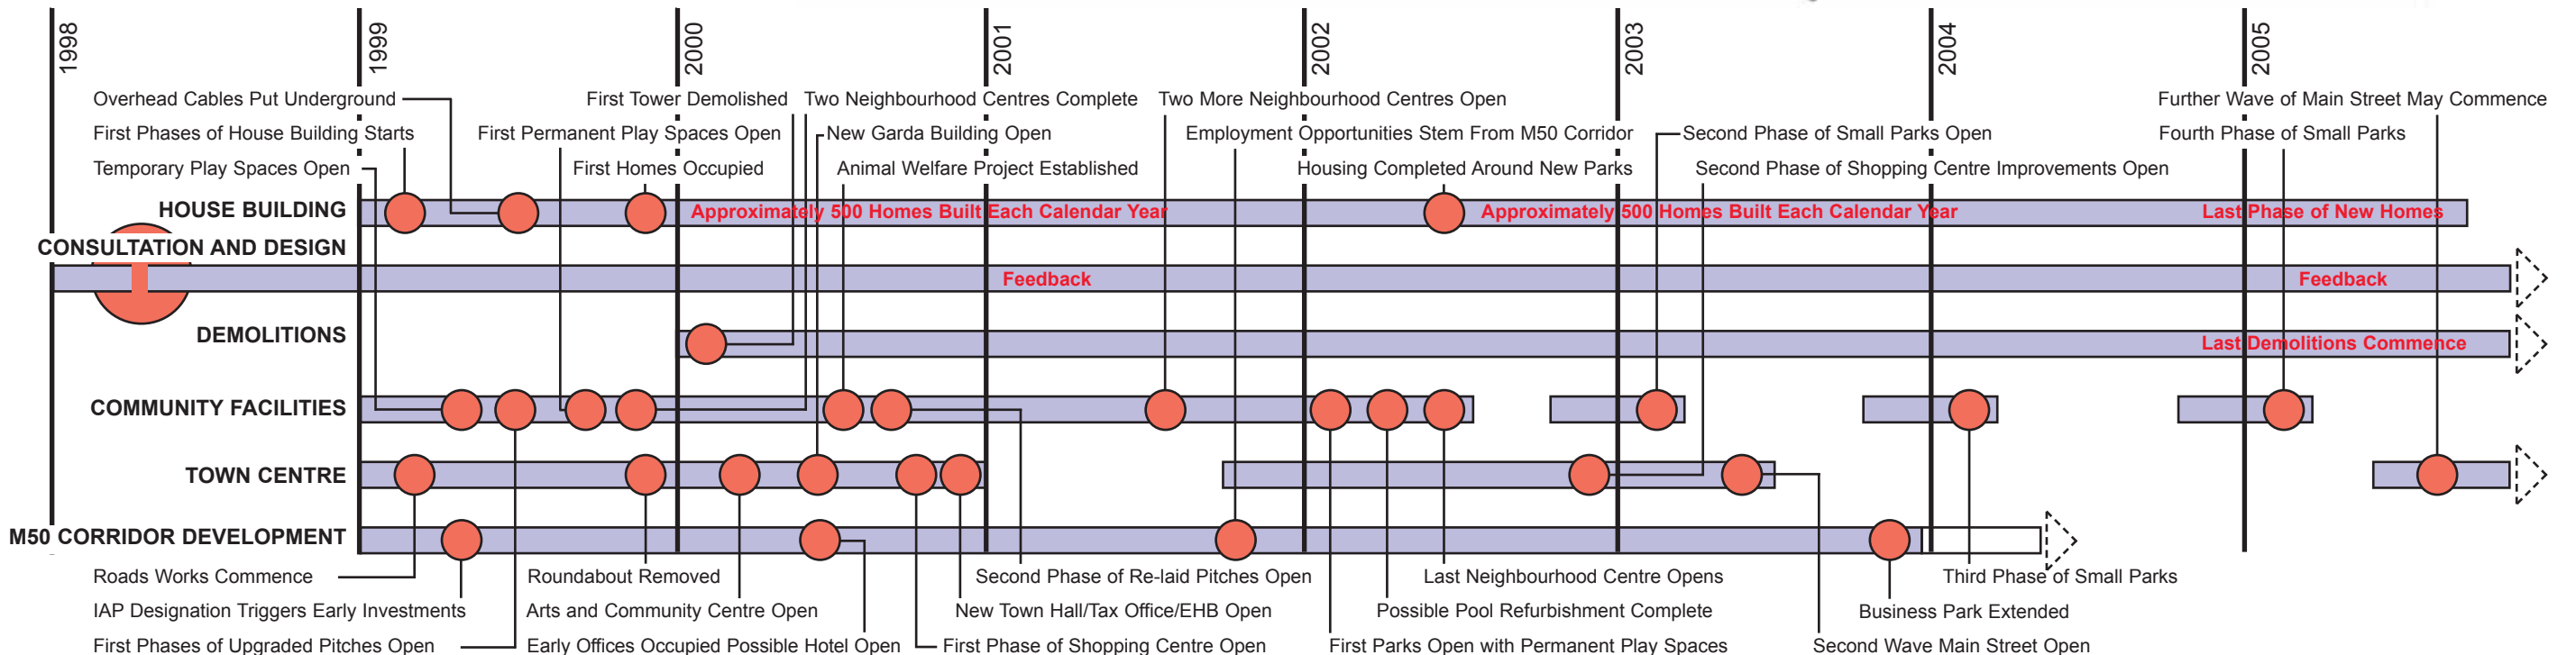 1998
1999
2000
2001
2002
2003
2004
2005
Overhead Cables Put Underground
First Tower Demolished
Two Neighbourhood Centres Complete
Two More Neighbourhood Centres Open
Further Wave of Main Street May Commence
First Phases of House Building Starts
First Permanent Play Spaces Open
New Garda Building Open
Employment Opportunities Stem From M50 Corridor
Second Phase of Small Parks Open
Fourth Phase of Small Parks
Temporary Play Spaces Open
First Homes Occupied
Animal Welfare Project Established
Housing Completed Around New Parks
Second Phase of Shopping Centre Improvements Open
HOUSE BUILDING
Approximately 500 Homes Built Each Calendar Year
Approximately 500 Homes Built Each Calendar Year
Last Phase of New Homes
CONSULTATION AND DESIGN
Feedback
Feedback
DEMOLITIONS
Last Demolitions Commence
COMMUNITY FACILITIES
TOWN CENTRE
M50 CORRIDOR DEVELOPMENT
Roads Works Commence
Roundabout Removed
Second Phase of Re-laid Pitches Open
Last Neighbourhood Centre Opens
Third Phase of Small Parks
IAP Designation Triggers Early Investments
Arts and Community Centre Open
New Town Hall/Tax Office/EHB Open
Possible Pool Refurbishment Complete
Business Park Extended
First Phases of Upgraded Pitches Open
Early Offices Occupied Possible Hotel Open
First Phase of Shopping Centre Open
First Parks Open with Permanent Play Spaces
Second Wave Main Street Open